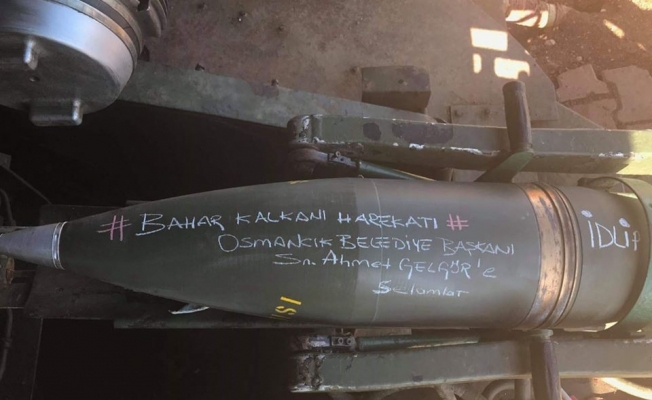 # BAHAR KALKANI HAREKATI #
OSMANCIK BELEDİYE BAŞKANI
Sn. Ahmet GELGÖR'e
Selamlar
İDLİP